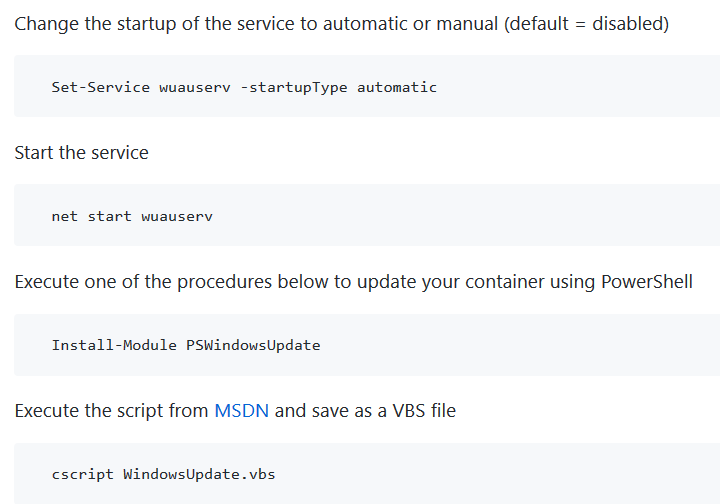 Change the startup of the service to automatic or manual (default = disabled)
Set-Service wuauserv -startupType automatic
Start the service
net start wuauserv
Execute one of the procedures below to update your container using PowerShell
Install-Module PSWindowsUpdate
Execute the script from MSDN and save as a VBS file
cscript WindowsUpdate.vbs